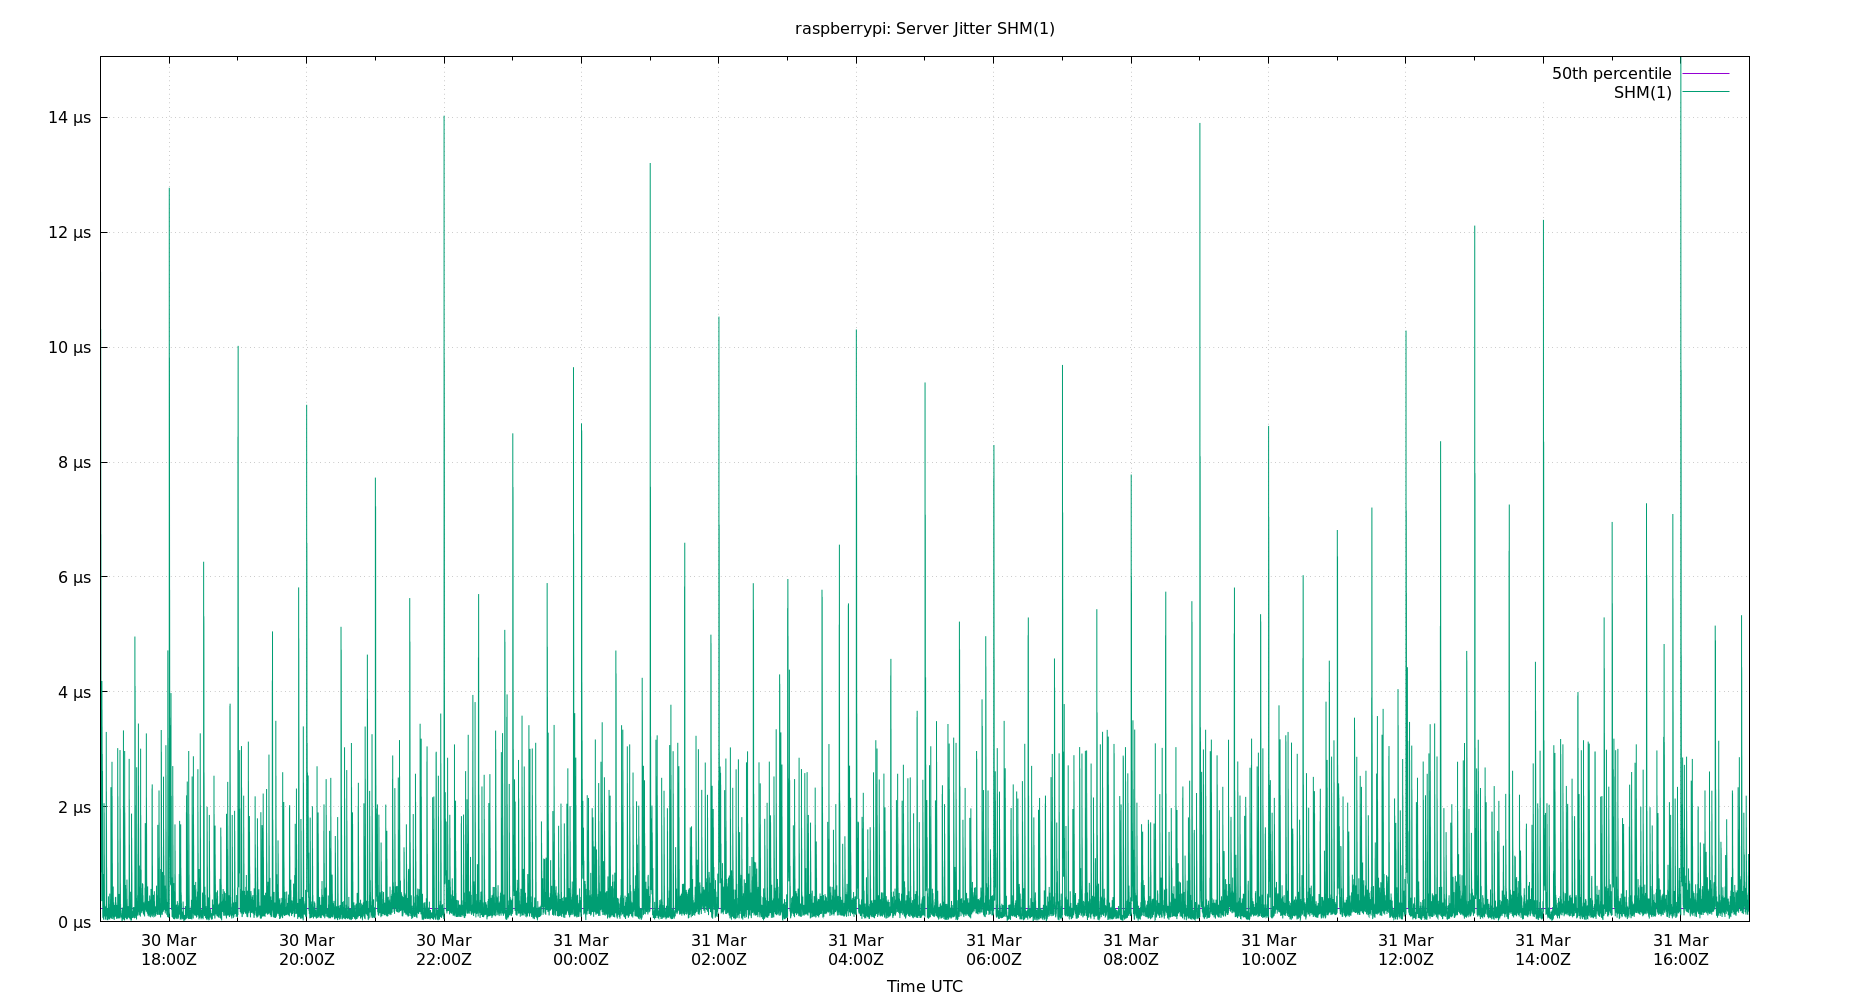 raspberrypi: Server Jitter SHM(1)
50th percentile
SHM(1)
14 µs
12 µs
10 µs
8 µs
6 µs
4 µs
2 µs
0 µs
30 Mar 30 Mar 30 Mar 31 Mar 31 Mar 31 Mar 31 Mar 31 Mar 31 Mar 31 Mar 31 Mar 31 Mar
18:00Z 20:00Z 22:00Z 00:00Z 02:00Z 04:00Z 06:00Z 08:00Z 10:00Z 12:00Z 14:00Z 16:00Z
Time UTC